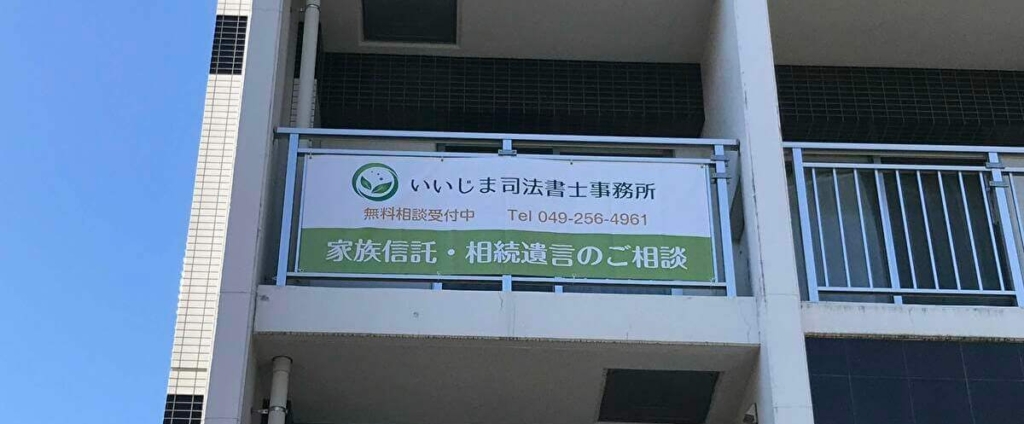 いいじま司法書士事務所
無料相談受付中 Tel 049-256-4961
家族信託・相続遺言のご相談